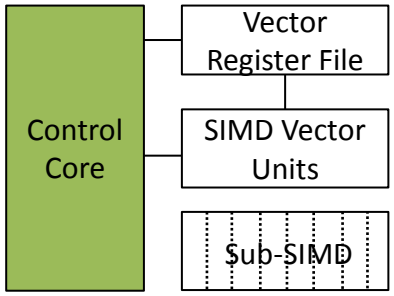 Control
Core
Vector
Register File
SIMD Vector
Units
Sub-SIMD